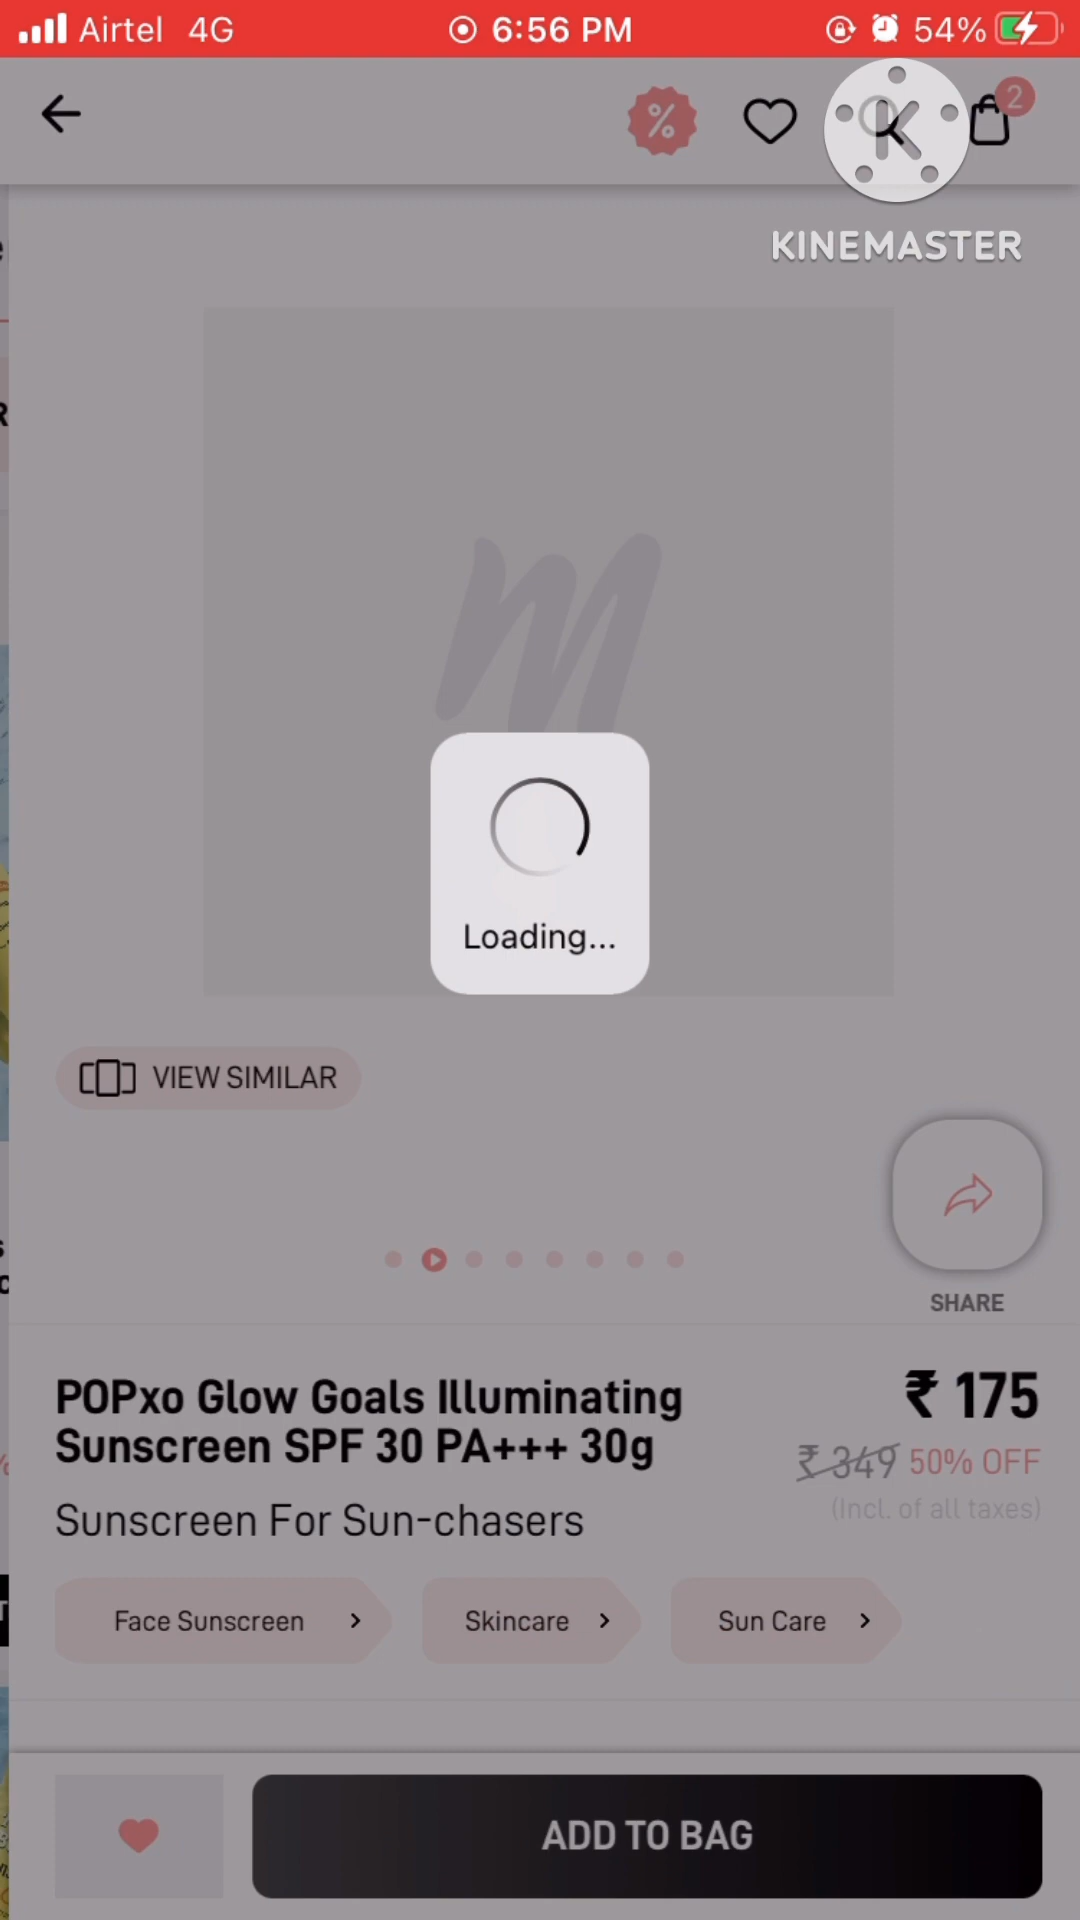 Airtel 4G 6:56 PM 54%
% 2
K
KINEMASTER
m
Loading...
VIEW SIMILAR
SHARE
POPxo Glow Goals Illuminating
Sunscreen SPF 30 PA+++ 30g
₹ 175
₹ 349 50% OFF
(Incl. of all taxes)
Sunscreen For Sun-chasers
Face Sunscreen
Skincare
Sun Care
ADD TO BAG